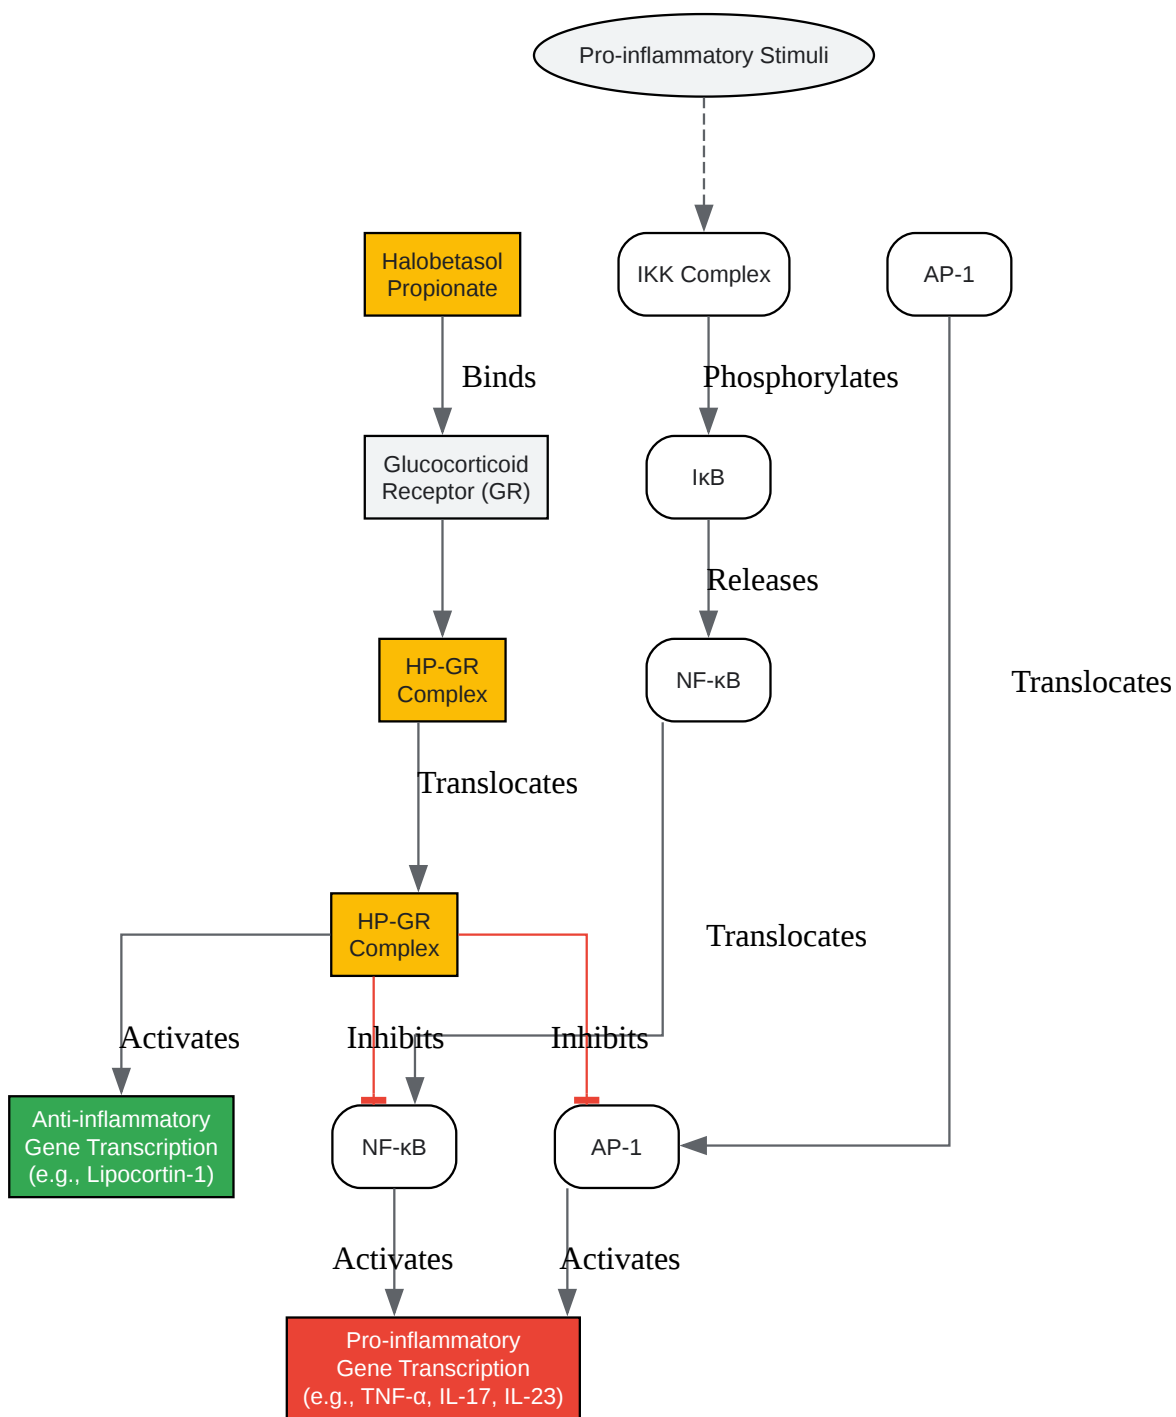 Pro-inflammatory Stimuli
Halobetasol
Propionate
IKK Complex
AP-1
Binds
Phosphorylates
Glucocorticoid
Receptor (GR)
IκB
Releases
HP-GR
Complex
NF-κB
Translocates
Translocates
HP-GR
Complex
Translocates
Activates
Inhibits
Inhibits
Anti-inflammatory
Gene Transcription
(e.g., Lipocortin-1)
NF-κB
AP-1
Activates
Activates
Pro-inflammatory
Gene Transcription
(e.g., TNF-α, IL-17, IL-23)